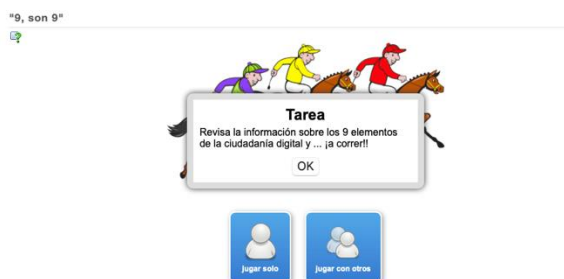 "9, son 9"
Tarea
Revisa la información sobre los 9 elementos
de la ciudadanía digital y ... ¡a correr!!
OK
jugar solo
jugar con otros